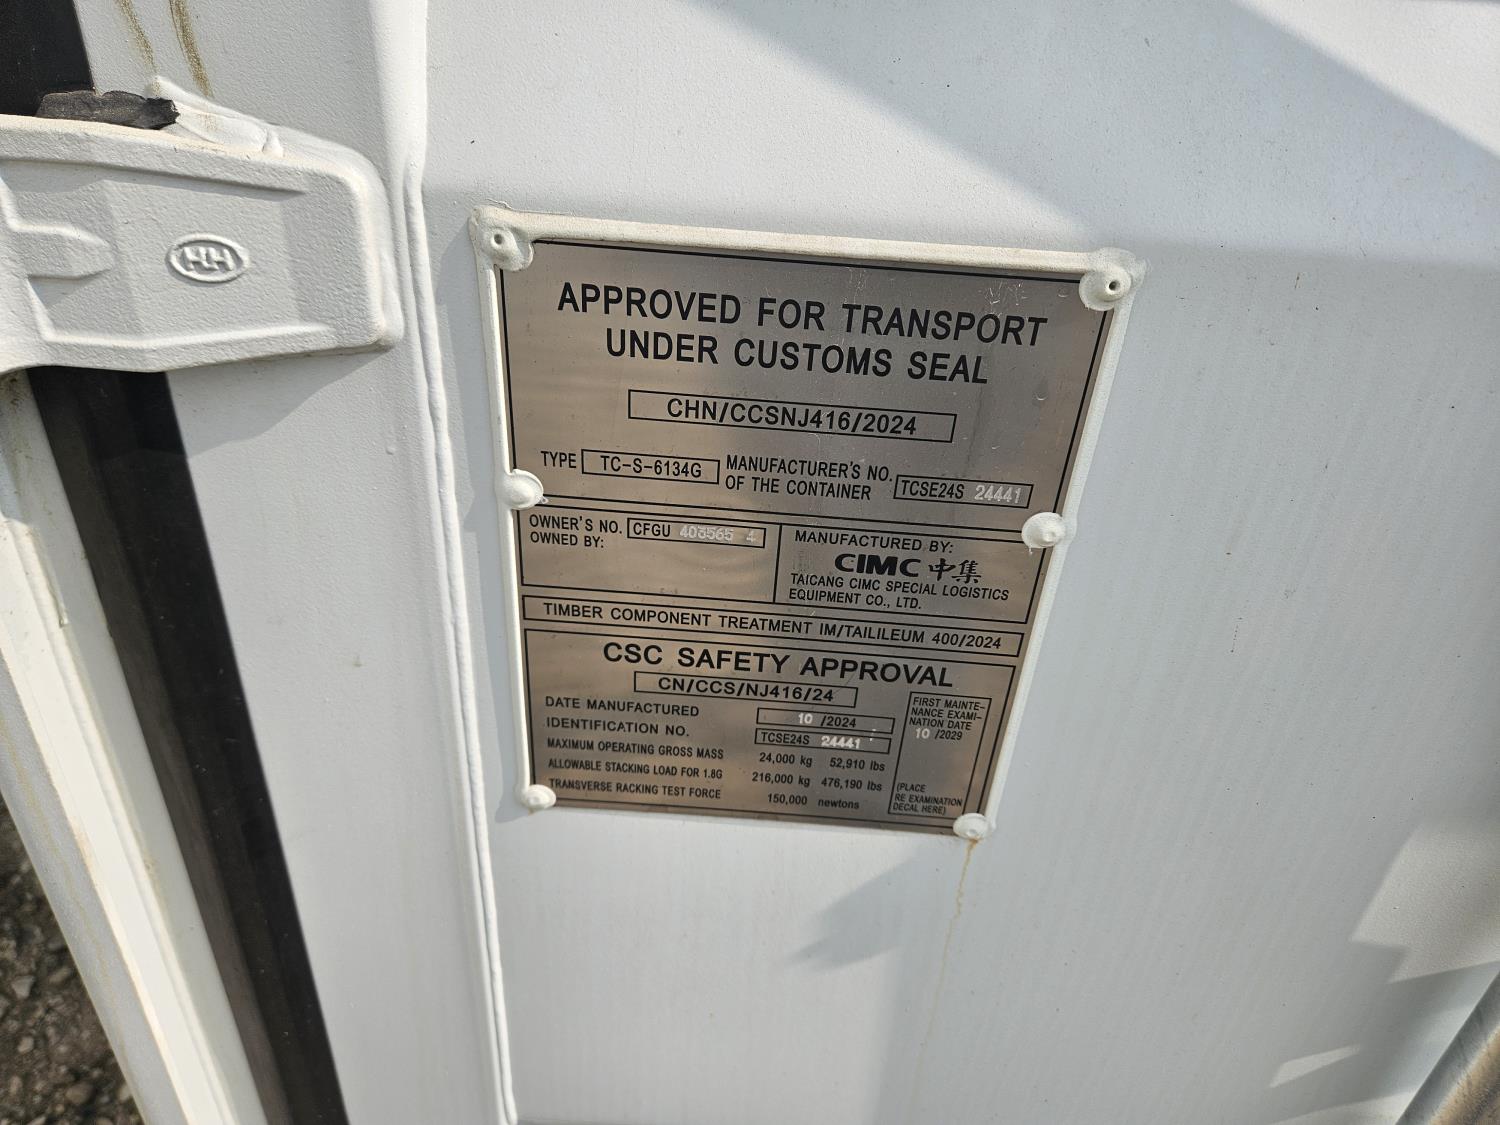 HH
APPROVED FOR TRANSPORT
UNDER CUSTOMS SEAL
CHN/CCSNJ416/2024
TYPE TC-S-6134G MANUFACTURER'S NO.
OF THE CONTAINER TCSE24S 24441
OWNER'S NO. CFGU 403565 4
OWNED BY:
MANUFACTURED BY:
CIMC 中集
TAICANG CIMC SPECIAL LOGISTICS
EQUIPMENT CO., LTD.
TIMBER COMPONENT TREATMENT IM/TAILILEUM 400/2024
CSC SAFETY APPROVAL
CN/CCS/NJ416/24
DATE MANUFACTURED 10 /2024
IDENTIFICATION NO. TCSE24S 24441
MAXIMUM OPERATING GROSS MASS 24,000 kg 52,910 lbs
ALLOWABLE STACKING LOAD FOR 1.8G 216,000 kg 476,190 lbs
TRANSVERSE RACKING TEST FORCE 150,000 newtons
FIRST MAINTE-
NANCE EXAMI-
NATION DATE
10 /2029
(PLACE
RE EXAMINATION
DECAL HERE)